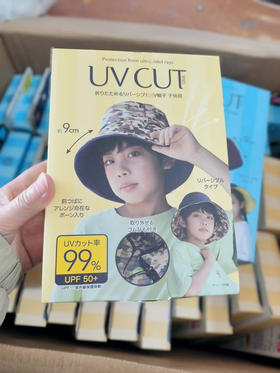 Protection from ultraviolet rays
UV CUT
折りたためるリバーシブルUV帽子 子供用
約9cm
前つばに
アレンジ自在な
ボーン入り
リバーシブル
タイプ
取り外せる
ゴムひも付き
UVカット率
99%
UPF 50+